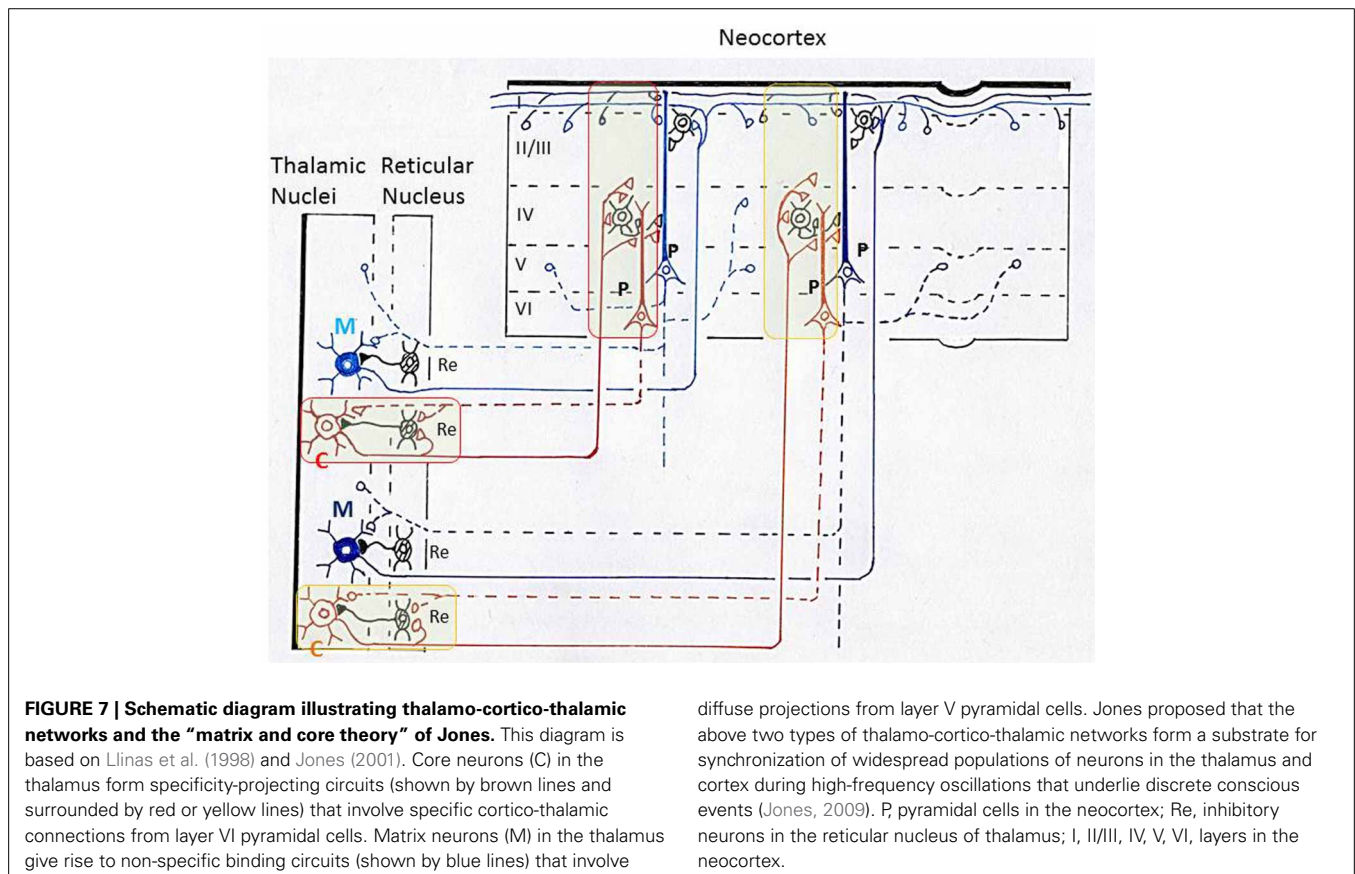 Neocortex
Thalamic Reticular
Nuclei Nucleus
I
II/III
IV
V
VI
P
P
P
P
M
Re
Re
C
M
Re
Re
C
FIGURE 7 | Schematic diagram illustrating thalamo-cortico-thalamic
networks and the “matrix and core theory” of Jones. This diagram is
based on Llinas et al. (1998) and Jones (2001). Core neurons (C) in the
thalamus form specificity-projecting circuits (shown by brown lines and
surrounded by red or yellow lines) that involve specific cortico-thalamic
connections from layer VI pyramidal cells. Matrix neurons (M) in the thalamus
give rise to non-specific binding circuits (shown by blue lines) that involve
diffuse projections from layer V pyramidal cells. Jones proposed that the
above two types of thalamo-cortico-thalamic networks form a substrate for
synchronization of widespread populations of neurons in the thalamus and
cortex during high-frequency oscillations that underlie discrete conscious
events (Jones, 2009). P, pyramidal cells in the neocortex; Re, inhibitory
neurons in the reticular nucleus of thalamus; I, II/III, IV, V, VI, layers in the
neocortex.